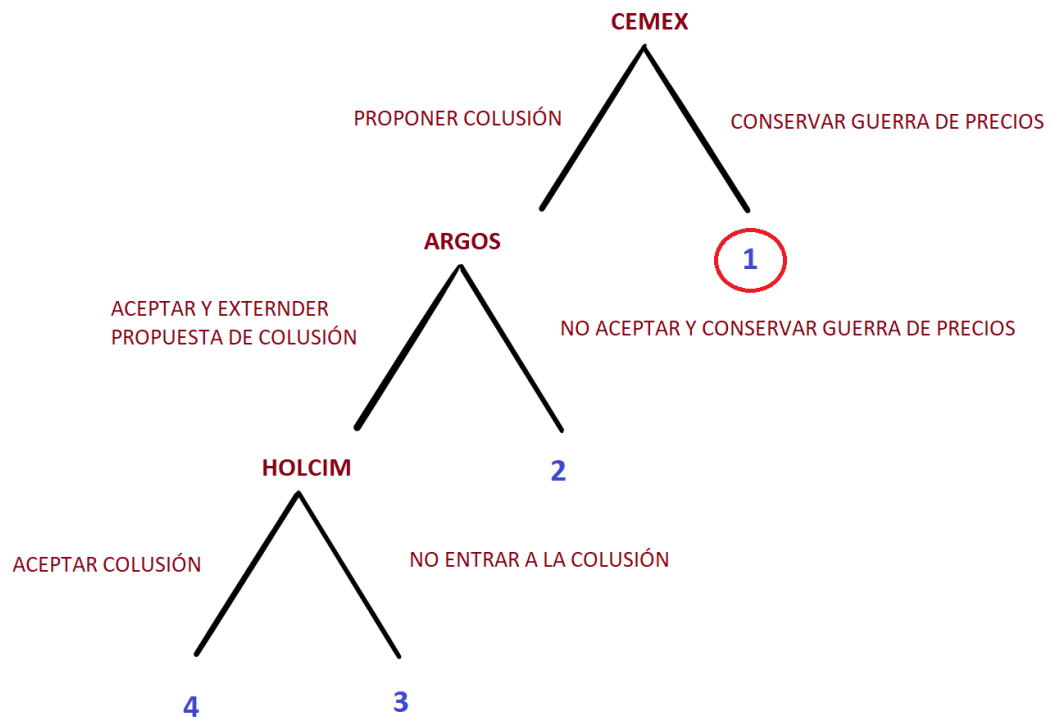 CEMEX
PROPONER COLUSIÓN
CONSERVAR GUERRA DE PRECIOS
ARGOS
1
ACEPTAR Y EXTERNDER
PROPUESTA DE COLUSIÓN
NO ACEPTAR Y CONSERVAR GUERRA DE PRECIOS
HOLCIM
2
ACEPTAR COLUSIÓN
NO ENTRAR A LA COLUSIÓN
4
3